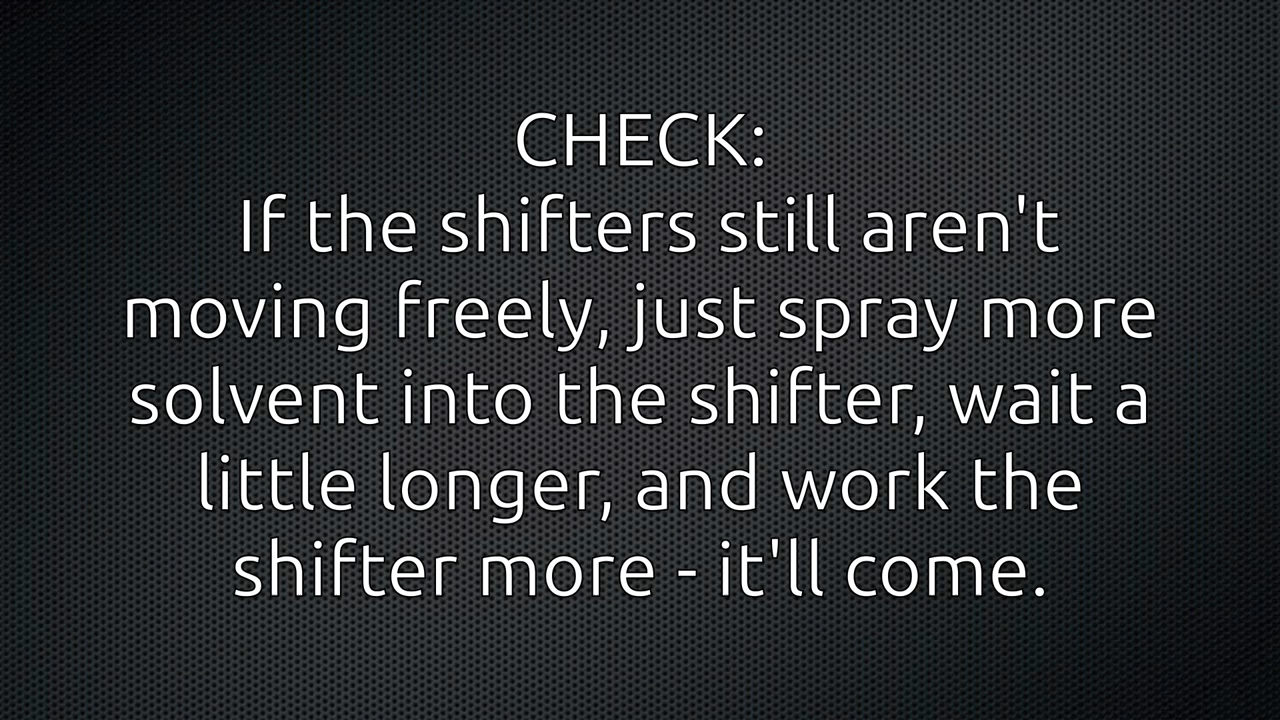 CHECK:
If the shifters still aren't
moving freely, just spray more
solvent into the shifter, wait a
little longer, and work the
shifter more - it'll come.